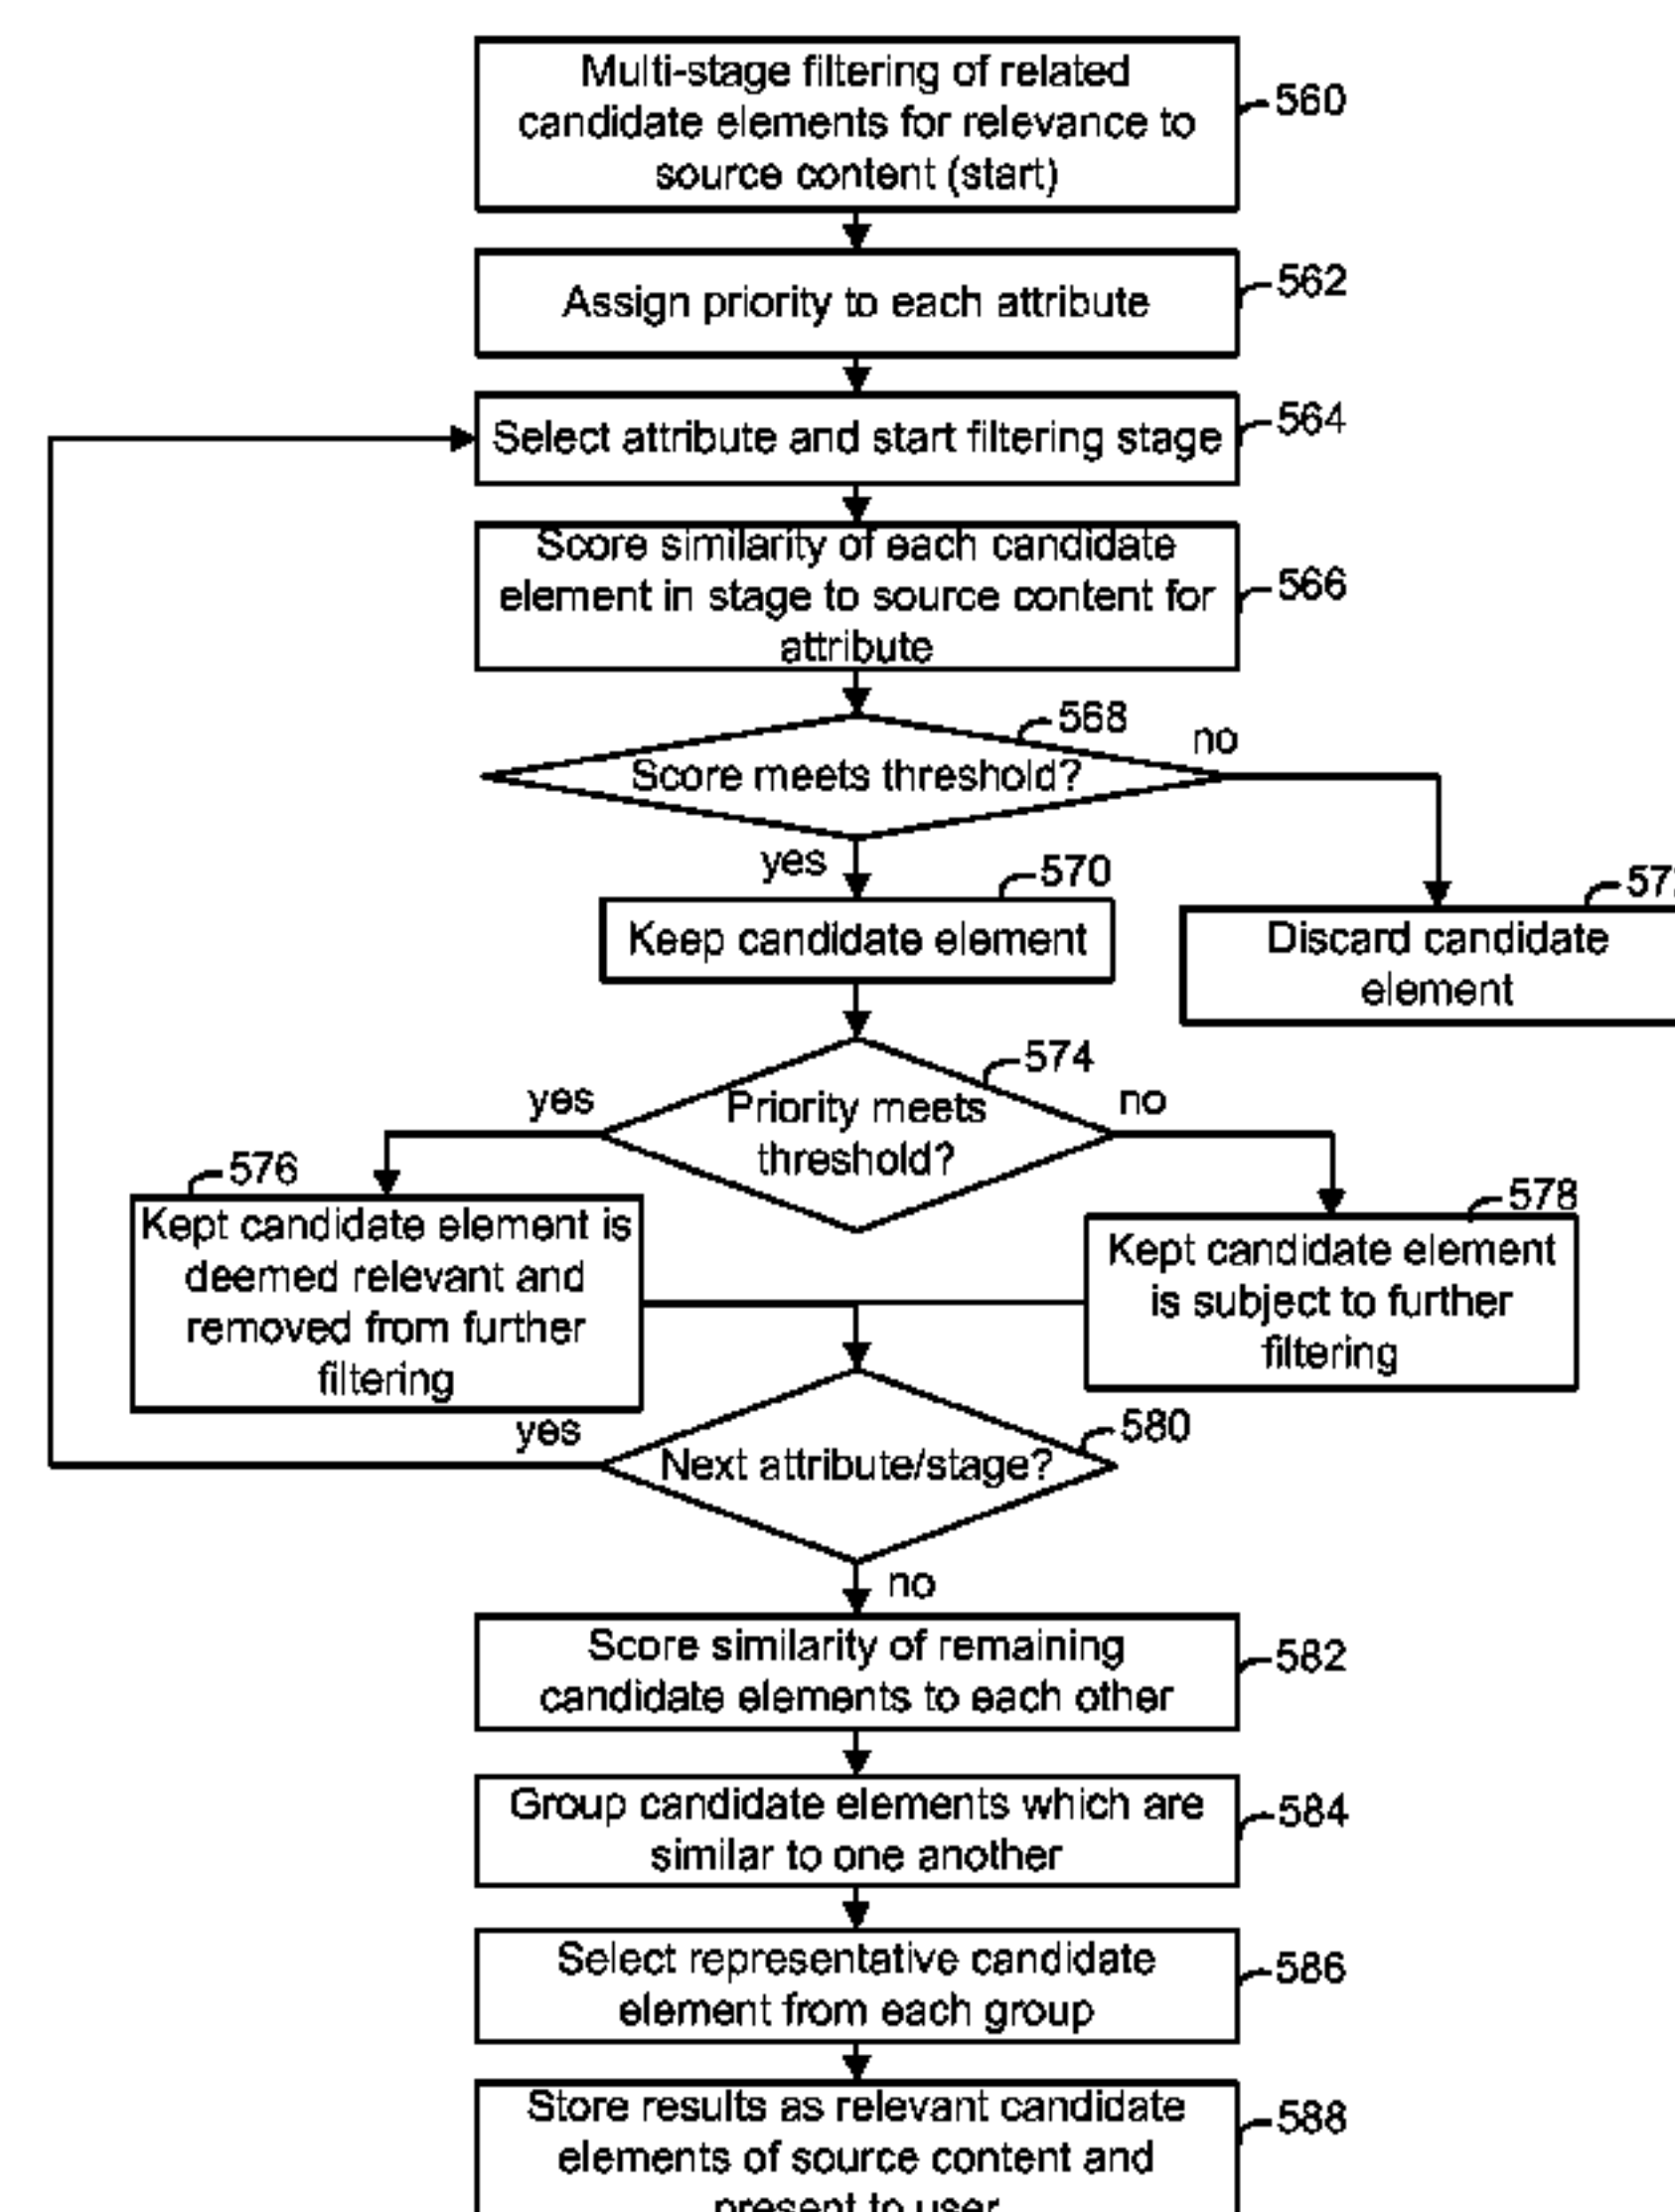 Multi-stage filtering of related
candidate elements for relevance to
source content (start)
560
Assign priority to each attribute
562
Select attribute and start filtering stage
564
Score similarity of each candidate
element in stage to source content for
attribute
566
568
Score meets threshold?
no
yes
570
Keep candidate element
Discard candidate
element
574
Priority meets
threshold?
yes
no
576
Kept candidate element is
deemed relevant and
removed from further
filtering
578
Kept candidate element
is subject to further
filtering
yes
580
Next attribute/stage?
no
Score similarity of remaining
candidate elements to each other
582
Group candidate elements which are
similar to one another
584
Select representative candidate
element from each group
586
Store results as relevant candidate
elements of source content and
present to user
588